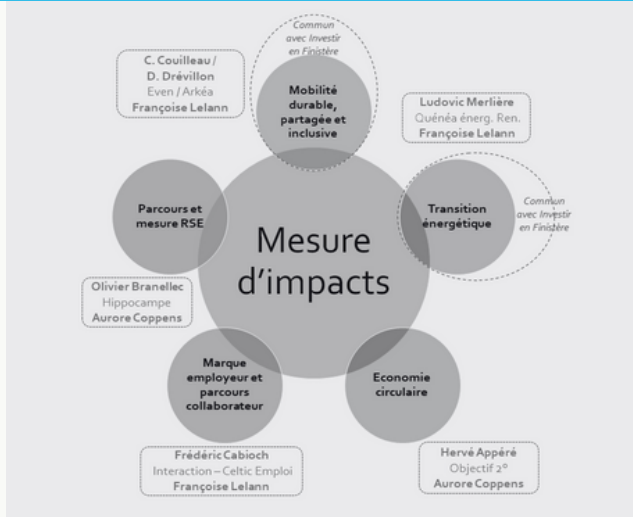 Commun
avec Investir
en Finistère
C. Couilleau /
D. Drévillon
Even / Arkéa
Françoise Lelann
Mobilité
durable,
partagée et
inclusive
Ludovic Merlière
Quénéa énerg. Ren.
Françoise Lelann
Parcours et
mesure RSE
Transition
énergétique
Commun
avec Investir
en Finistère
Mesure
d'impacts
Olivier Branellec
Hippocampe
Aurore Coppens
Marque
employeur et
parcours
collaborateur
Economie
circulaire
Frédéric Cabioch
Interaction – Celtic Emploi
Françoise Lelann
Hervé Appéré
Objectif 2°
Aurore Coppens